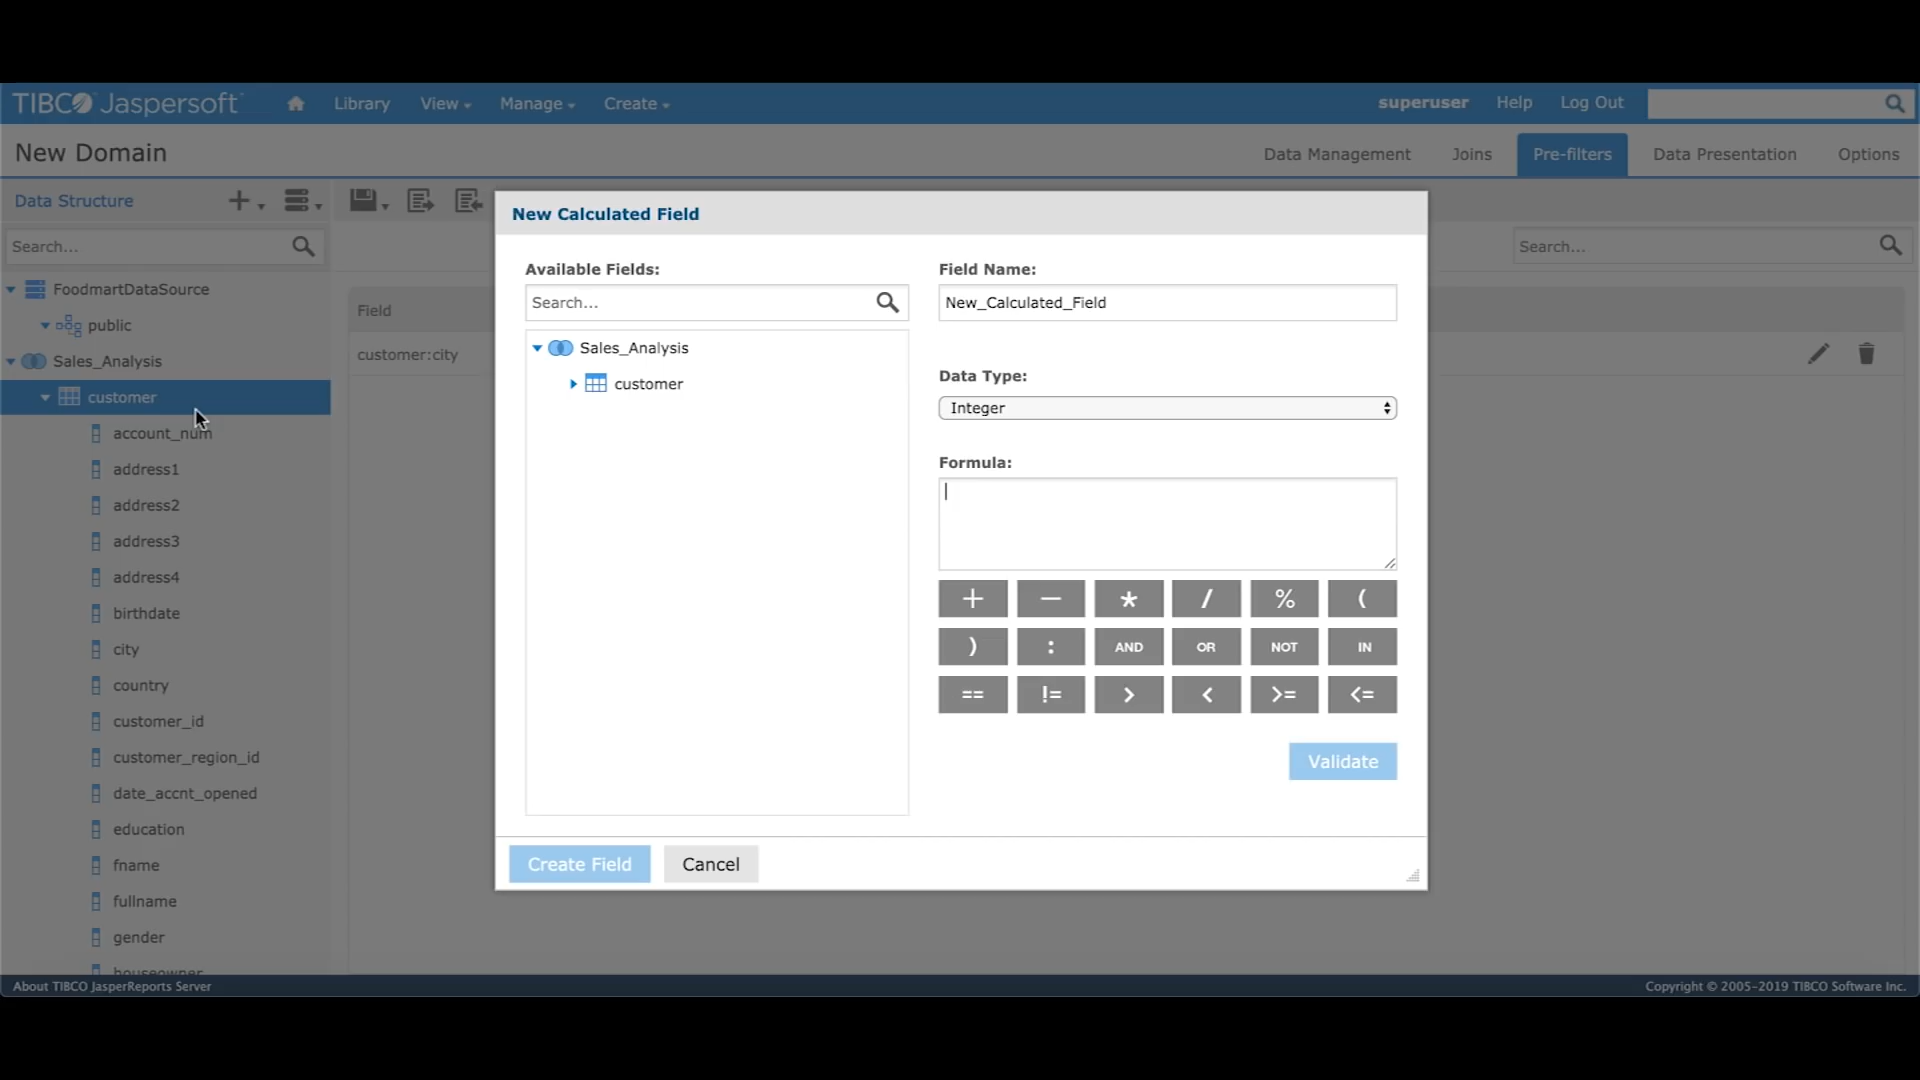 TIBCO Jaspersoft
Library
View
Manage
Create
superuser
Help
Log Out
New Domain
Data Management
Joins
Pre-filters
Data Presentation
Options
Data Structure
Search...
FoodmartDataSource
public
Sales_Analysis
customer
account_num
address1
address2
address3
address4
birthdate
city
country
customer_id
customer_region_id
date_accnt_opened
education
fname
fullname
gender
houseowner
Field
customer:city
Search...
New Calculated Field
Available Fields:
Search...
Sales_Analysis
customer
Field Name:
New_Calculated_Field
Data Type:
Integer
Formula:
+ − * / % (
) : AND OR NOT IN
== != > < >= <=
Validate
Create Field
Cancel
About TIBCO JasperReports Server
Copyright © 2005-2019 TIBCO Software Inc.